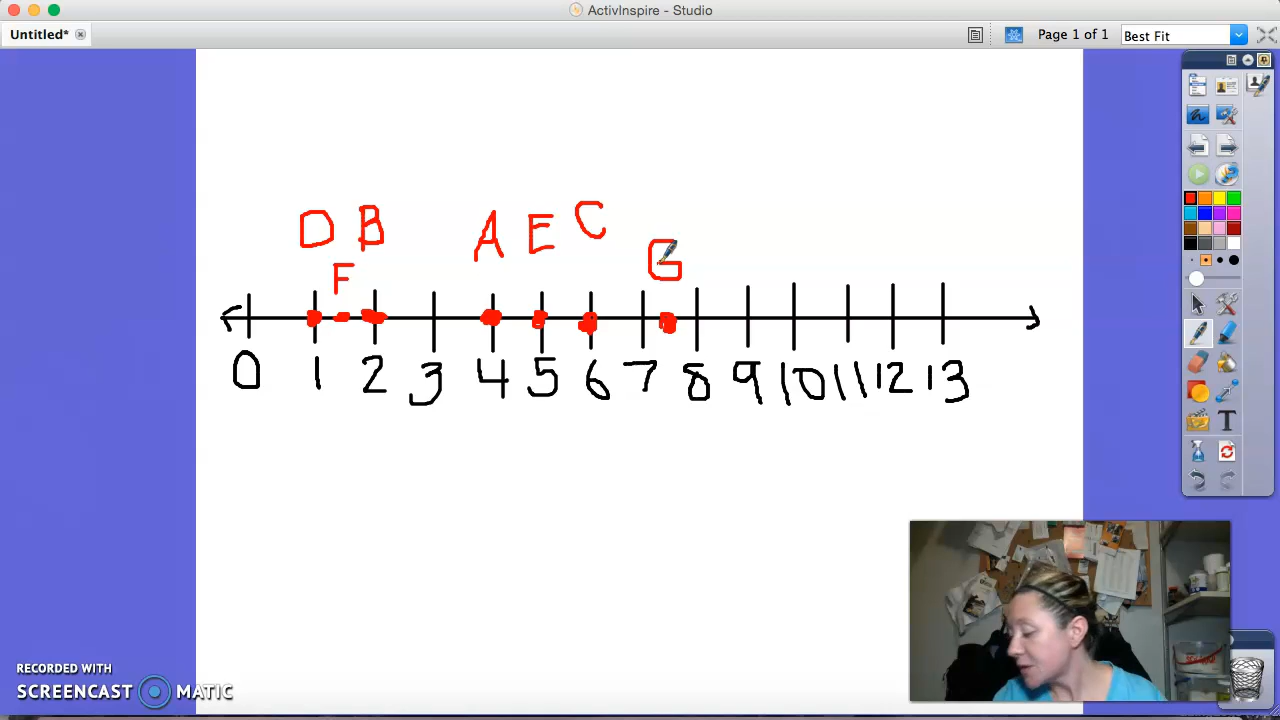 ActivInspire - Studio
Untitled*
Page 1 of 1
Best Fit
D B A E C
F G
0 1 2 3 4 5 6 7 8 9 10 11 12 13
T
RECORDED WITH
SCREENCAST MATIC